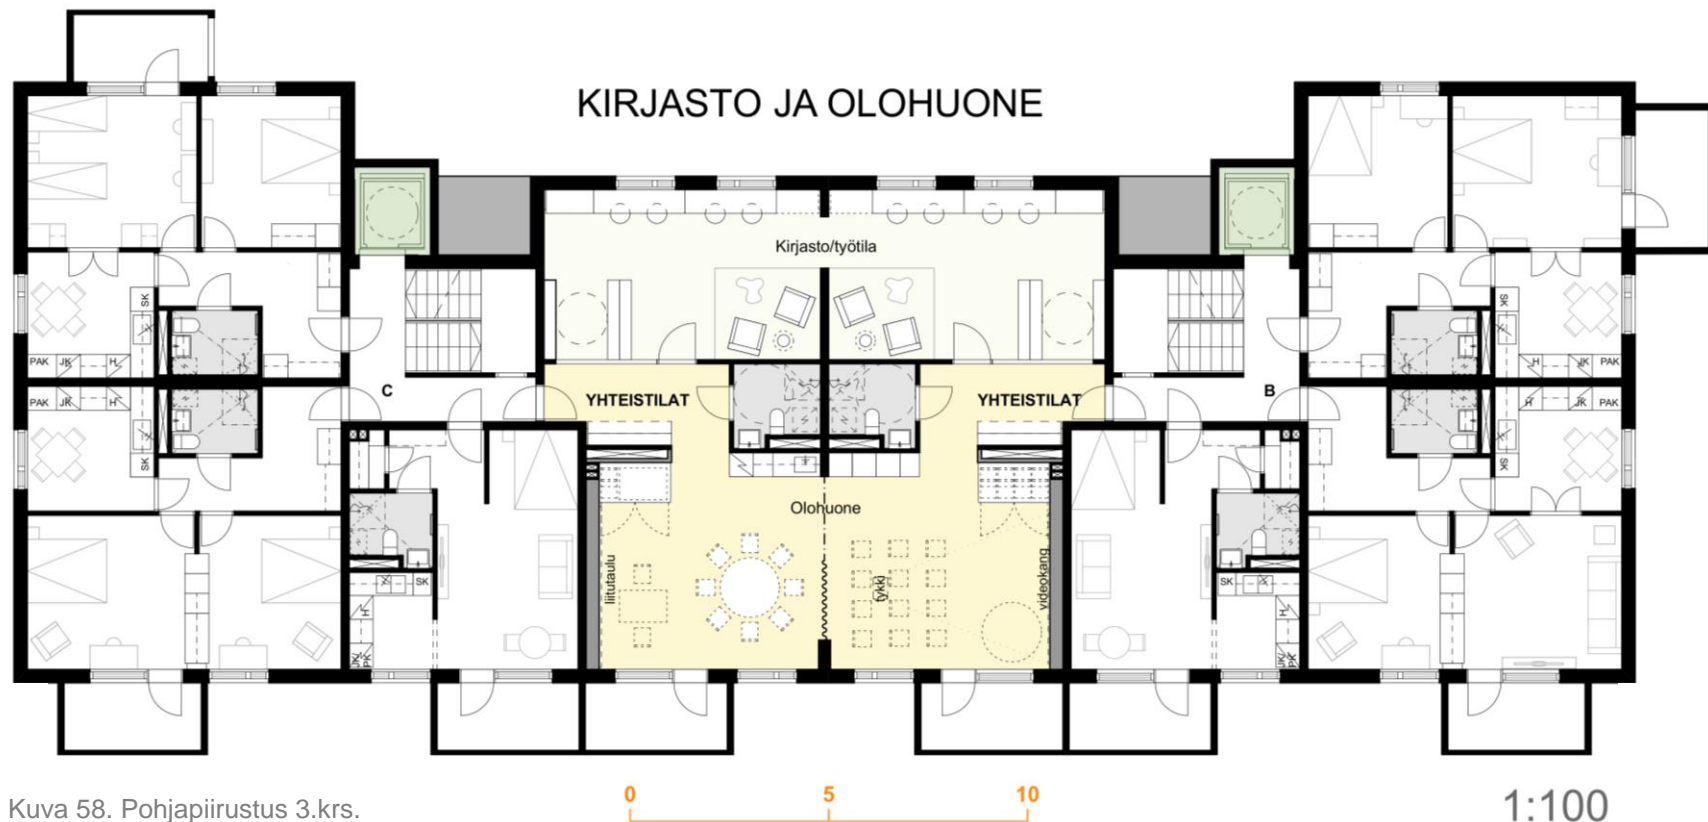 KIRJASTO JA OLOHUONE
Kirjasto/työtila
SK
SK
PAK JK H
H JK PAK
C
YHTEISTILAT
YHTEISTILAT
B
PAK JK H
H JK PAK
SK
SK
Olohuone
liitutaulu
tykki
videokang
SK
SK
H
H
JK/PK
JK/PK
0 5 10
Kuva 58. Pohjapiirustus 3.krs.
1:100